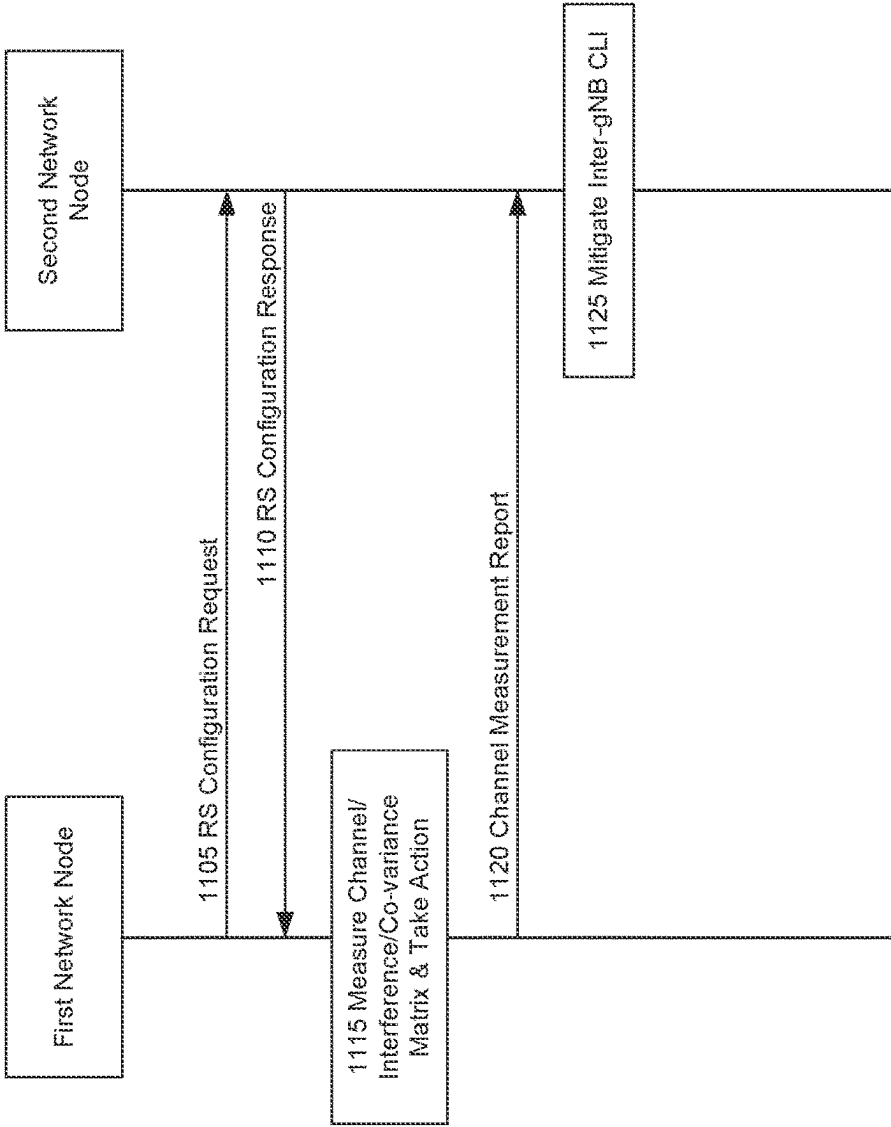 First Network Node
Second Network
Node
1105 RS Configuration Request
1110 RS Configuration Response
1115 Measure Channel/
Interference/Co-variance
Matrix & Take Action
1120 Channel Measurement Report
1125 Mitigate Inter-gNB CLI